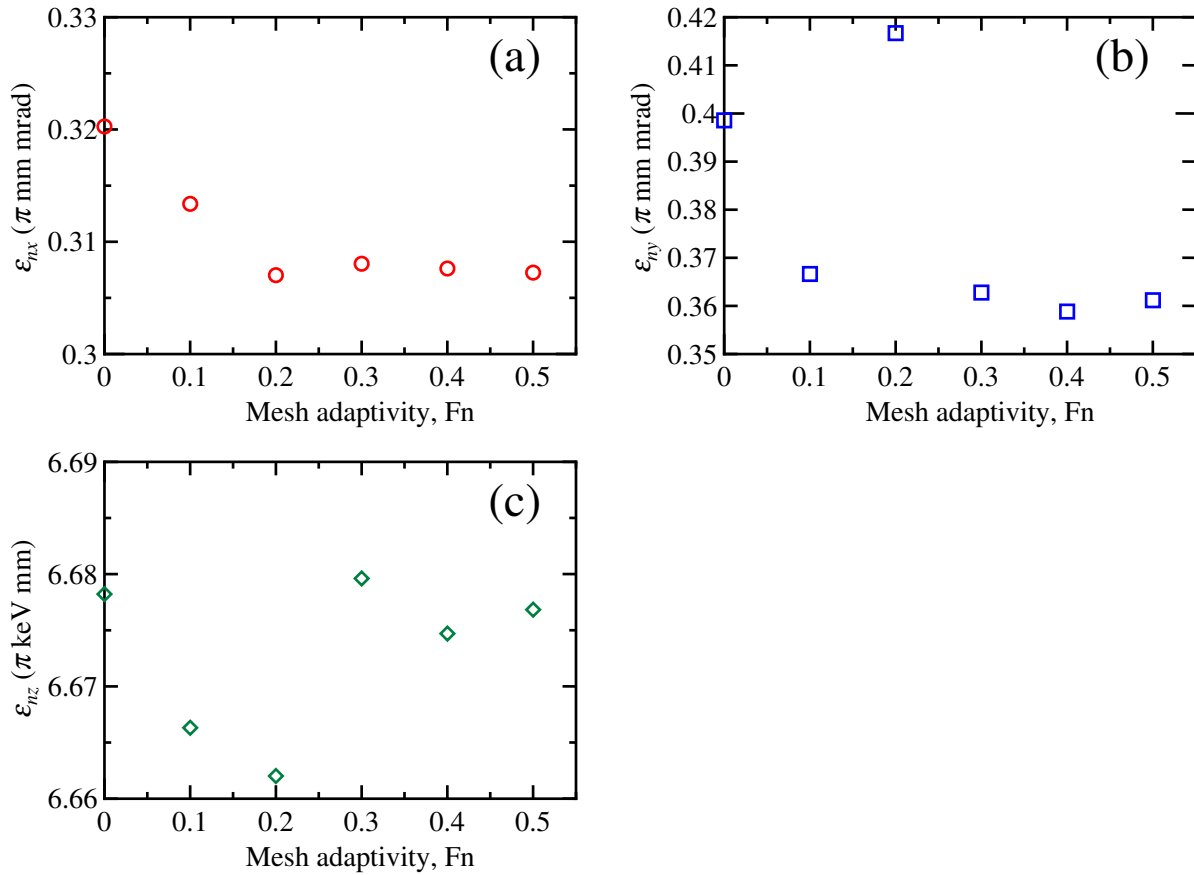 (a)
0.33
0.32
0.31
0.3
ε_nx (π mm mrad)
0 0.1 0.2 0.3 0.4 0.5
Mesh adaptivity, Fn
(b)
0.42
0.41
0.4
0.39
0.38
0.37
0.36
0.35
ε_ny (π mm mrad)
0 0.1 0.2 0.3 0.4 0.5
Mesh adaptivity, Fn
(c)
6.69
6.68
6.67
6.66
ε_nz (π keV mm)
0 0.1 0.2 0.3 0.4 0.5
Mesh adaptivity, Fn